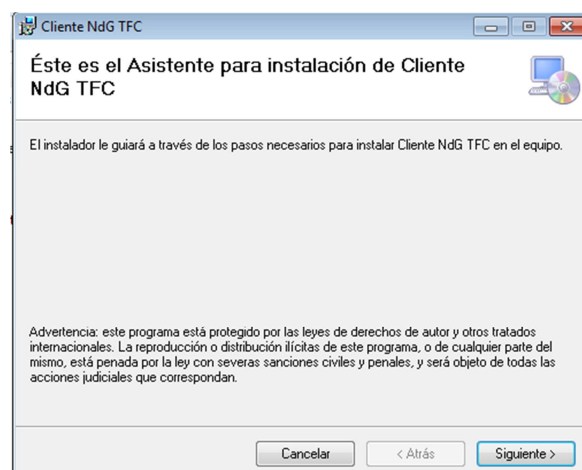 Cliente NdG TFC
Éste es el Asistente para instalación de Cliente
NdG TFC
El instalador le guiará a través de los pasos necesarios para instalar Cliente NdG TFC en el equipo.
Advertencia: este programa está protegido por las leyes de derechos de autor y otros tratados
internacionales. La reproducción o distribución ilícitas de este programa, o de cualquier parte del
mismo, está penada por la ley con severas sanciones civiles y penales, y será objeto de todas las
acciones judiciales que correspondan.
Cancelar
< Atrás
Siguiente >